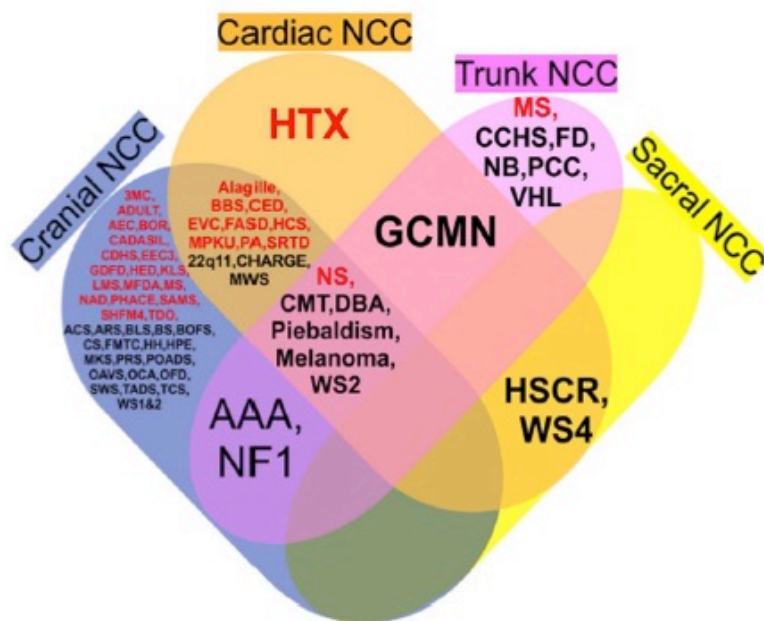 Cardiac NCC
Trunk NCC
Cranial NCC
Sacral NCC
HTX
MS,
CCHS,FD,
NB,PCC,
VHL
3MC,
ADULT,
AEC,BOR,
CADASIL,
CDHS,EEC3,
GDFD,HED,KLS,
LMS,MFDA,MS,
NAD,PHACE,SAMS,
SHFM4,TDO,
ACS,ARS,BLS,BS,BOFS,
CS,FMTC,HH,HPE,
MKS,PRS,POADS,
OAVS,OCA,OFD,
SWS,TADS,TCS,
WS1&2
Alagille,
BBS,CED,
EVC,FASD,HCS,
MPKU,PA,SRTD
22q11,CHARGE,
MWS
GCMN
NS,
CMT,DBA,
Piebaldism,
Melanoma,
WS2
HSCR,
WS4
AAA,
NF1